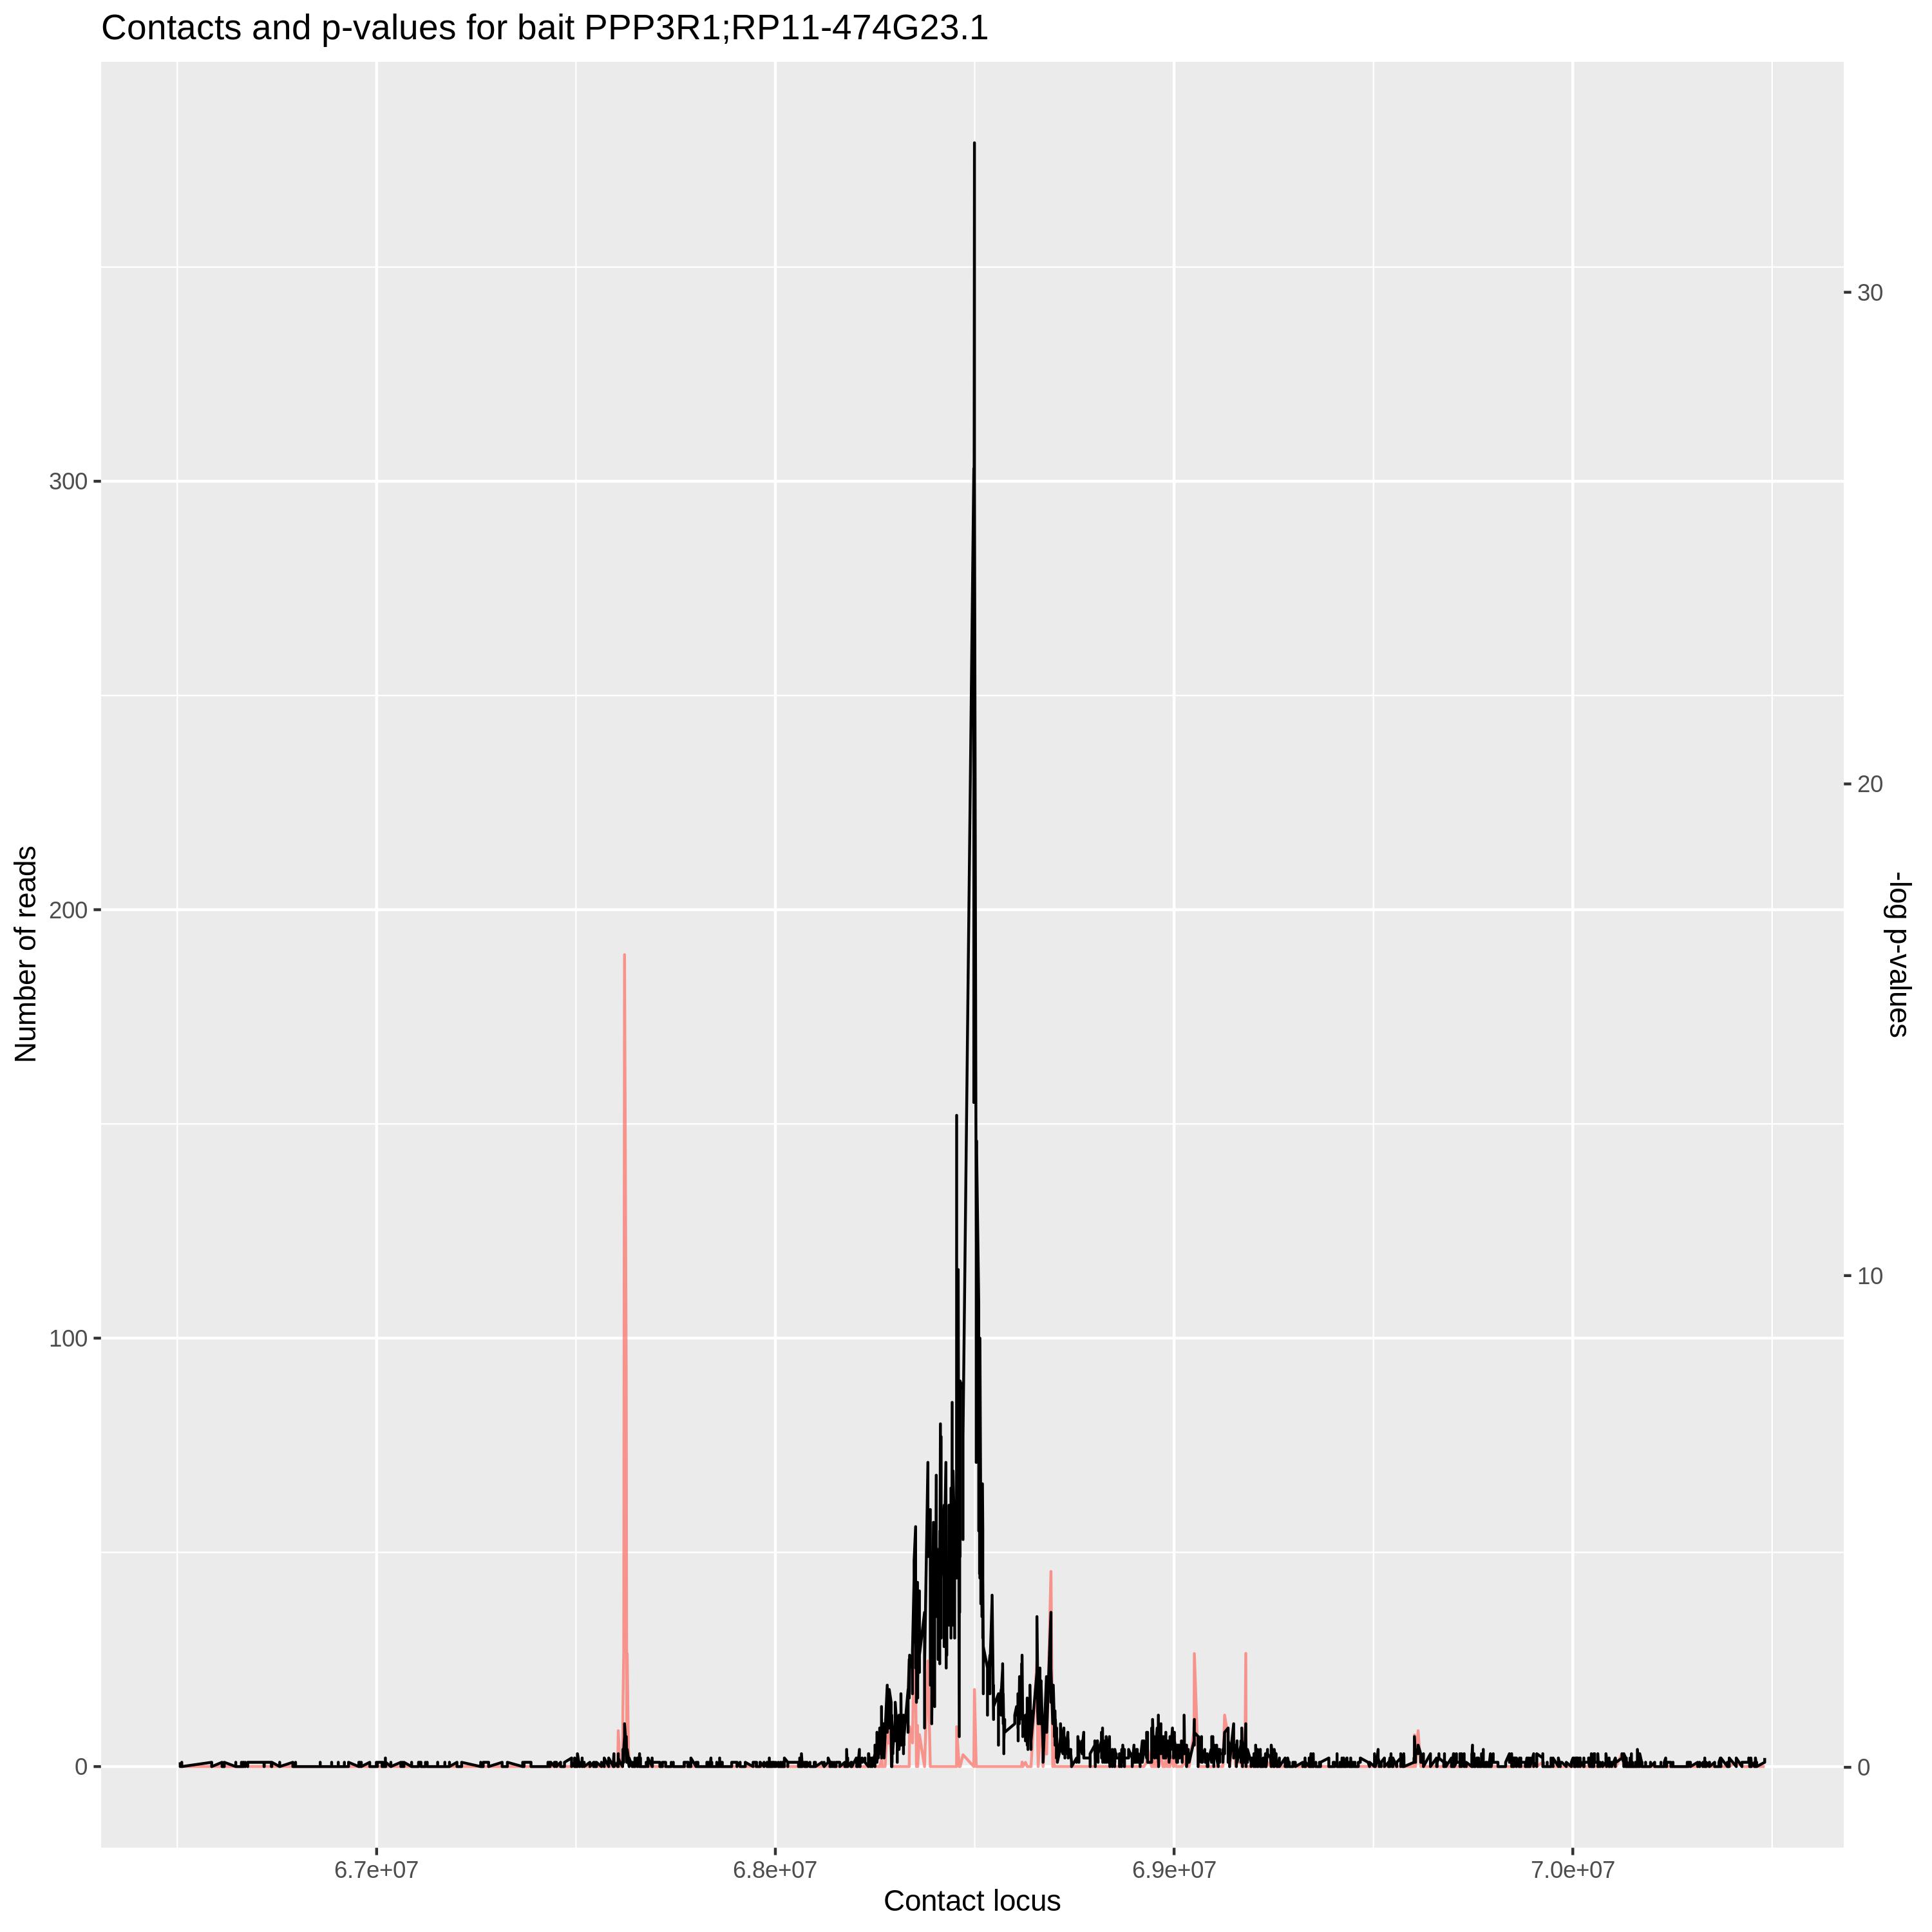 Contacts and p-values for bait PPP3R1;RP11-474G23.1
Number of reads
300
200
100
0
30
20
10
0
-log p-values
6.7e+07
6.8e+07
6.9e+07
7.0e+07
Contact locus